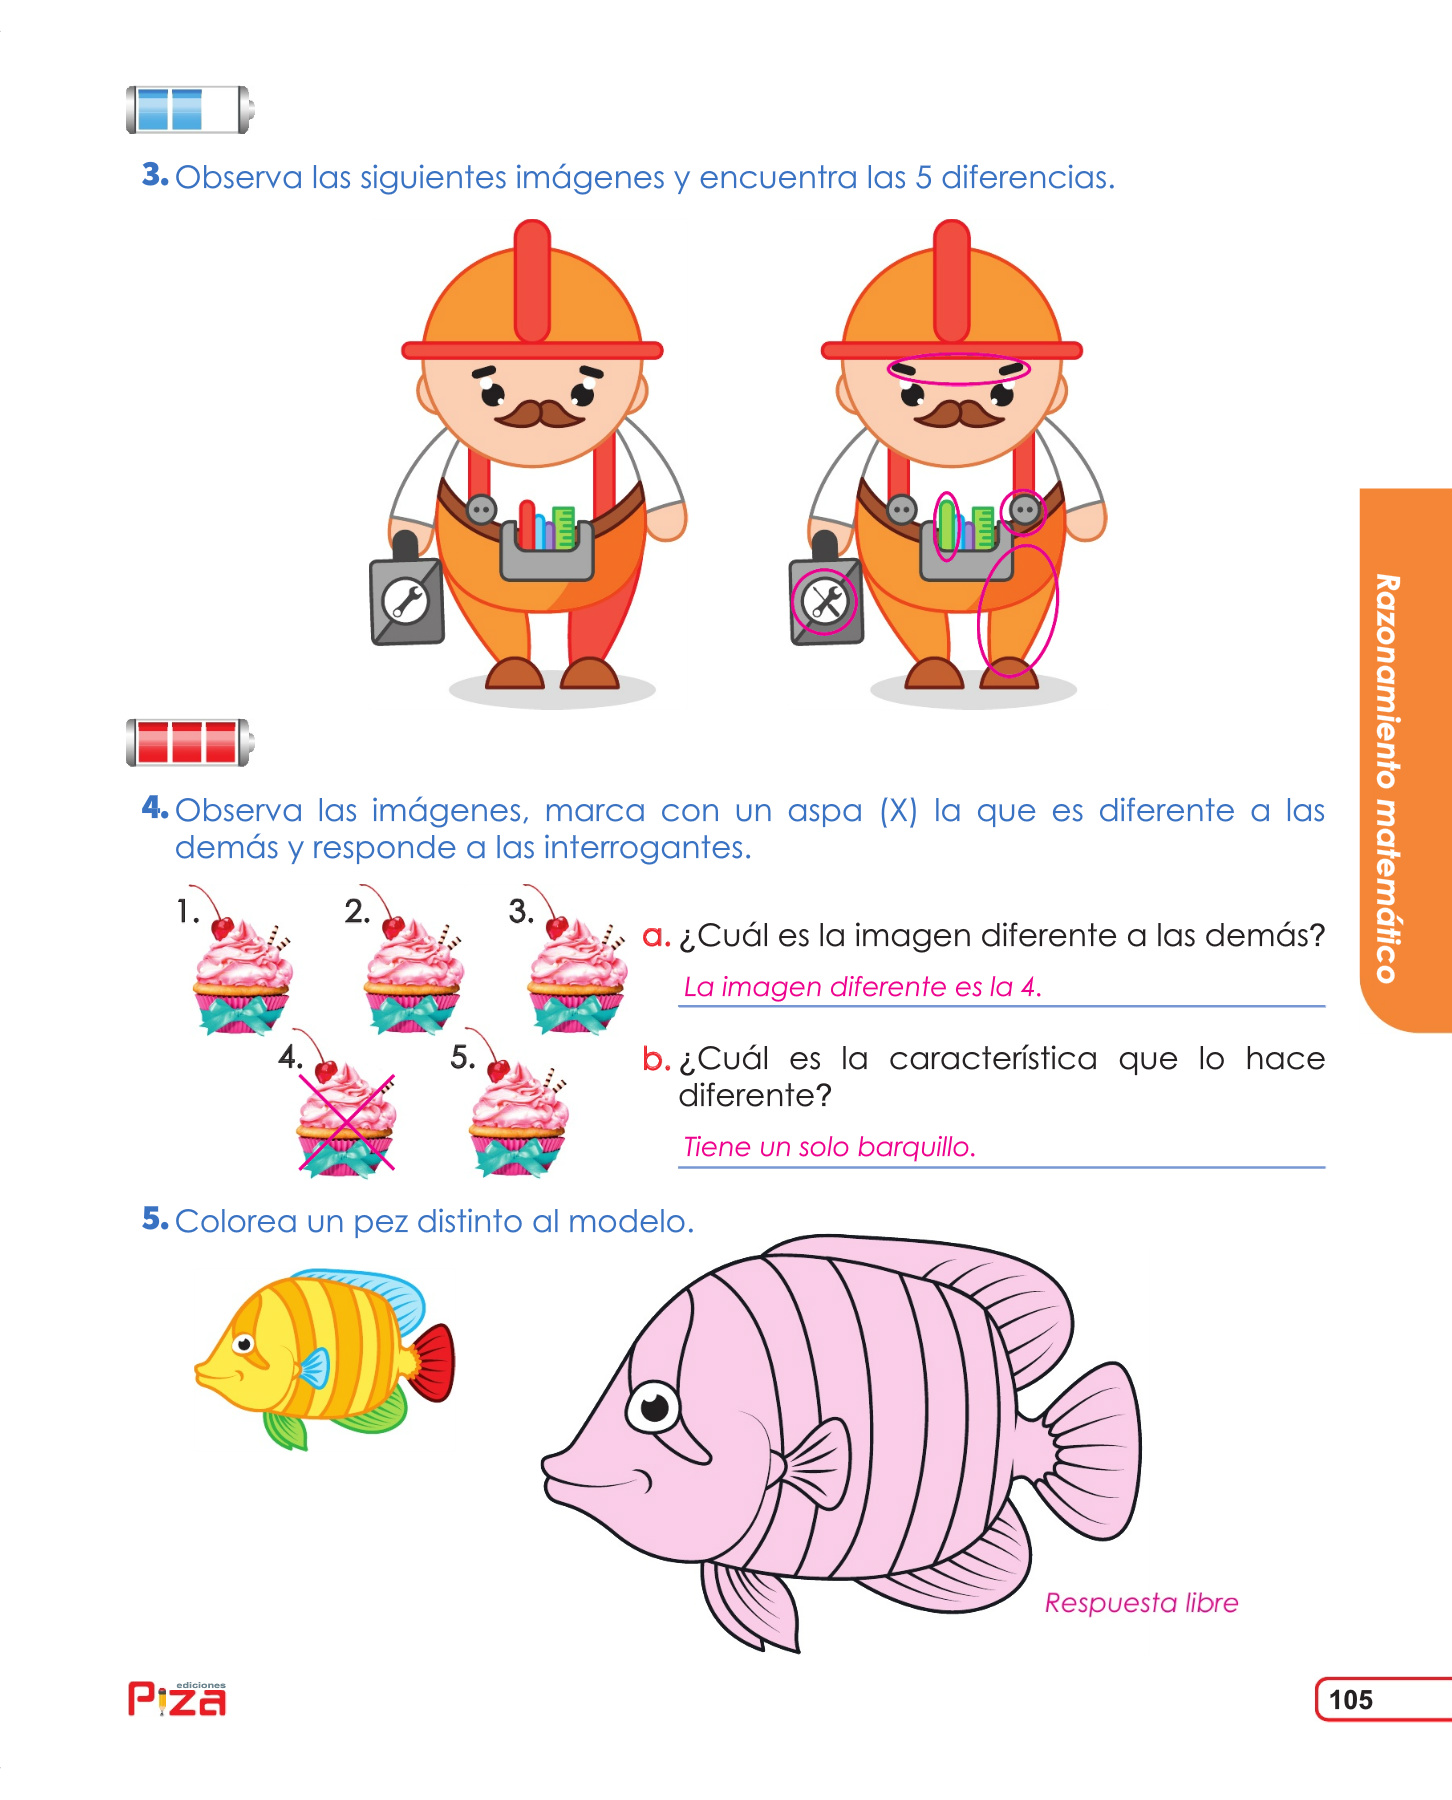 3. Observa las siguientes imágenes y encuentra las 5 diferencias.
4. Observa las imágenes, marca con un aspa (X) la que es diferente a las
demás y responde a las interrogantes.
1.
2.
3.
4.
5.
a. ¿Cuál es la imagen diferente a las demás?
La imagen diferente es la 4.
b. ¿Cuál es la característica que lo hace
diferente?
Tiene un solo barquillo.
5. Colorea un pez distinto al modelo.
Respuesta libre
Razonamiento matemático
ediciones
Piza
105